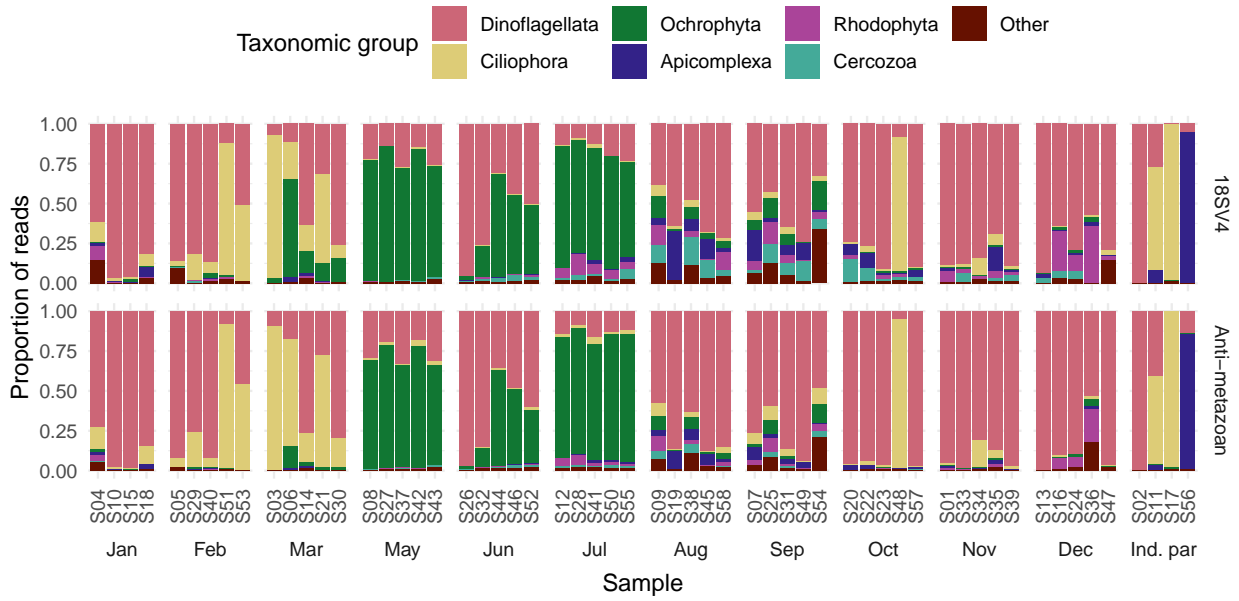 Taxonomic group
Dinoflagellata Ochrophyta Rhodophyta Other
Ciliophora Apicomplexa Cercozoa
Proportion of reads
1.00
0.75
0.50
0.25
0.00
18SV4
1.00
0.75
0.50
0.25
0.00
Anti−metazoan
S04 S10 S15 S18 S05 S29 S40 S51 S53 S03 S06 S14 S21 S30 S08 S27 S37 S42 S43 S26 S32 S44 S46 S52 S12 S28 S41 S50 S55 S09 S19 S38 S45 S58 S07 S25 S31 S49 S54 S20 S22 S23 S48 S57 S01 S33 S34 S35 S39 S13 S16 S24 S36 S47 S02 S11 S17 S56
Jan Feb Mar May Jun Jul Aug Sep Oct Nov Dec Ind. par
Sample